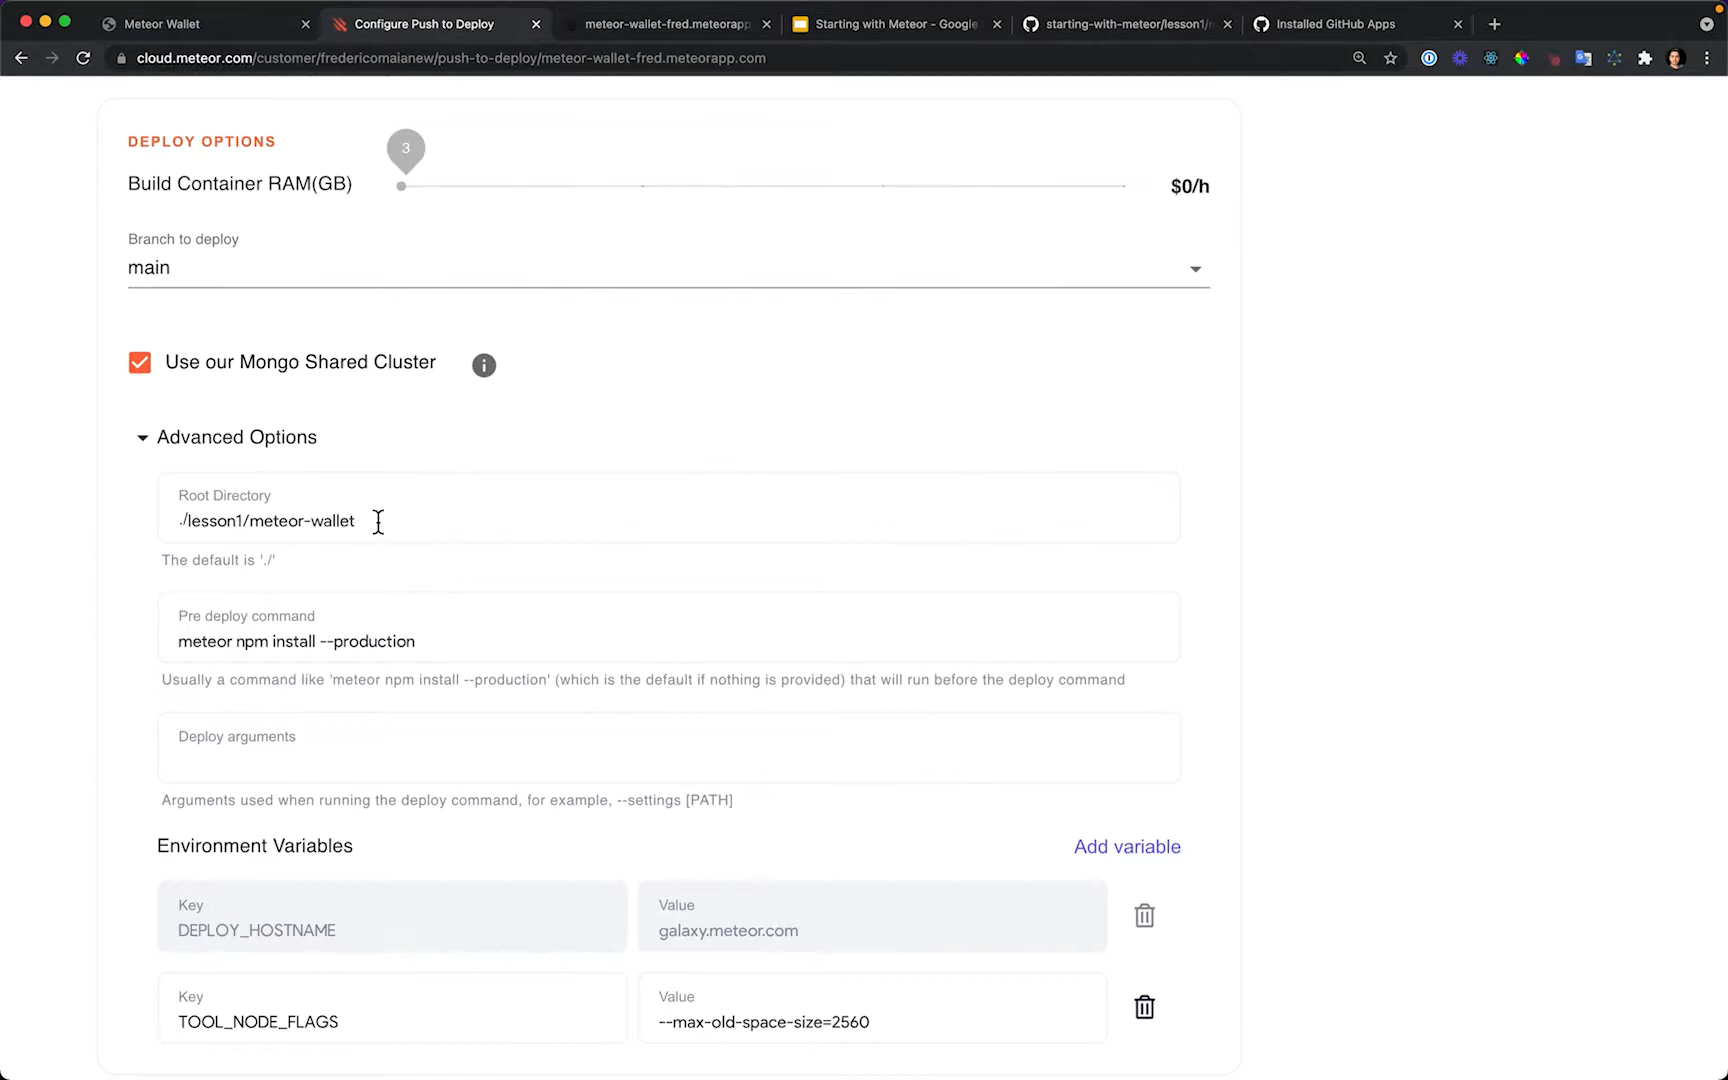 Meteor Wallet
Configure Push to Deploy
meteor-wallet-fred.meteorapp
Starting with Meteor - Google
starting-with-meteor/lesson1/
Installed GitHub Apps
cloud.meteor.com/customer/fredericomaianew/push-to-deploy/meteor-wallet-fred.meteorapp.com
DEPLOY OPTIONS
3
Build Container RAM(GB)
$0/h
Branch to deploy
main
Use our Mongo Shared Cluster
Advanced Options
Root Directory
./lesson1/meteor-wallet
The default is './'
Pre deploy command
meteor npm install --production
Usually a command like 'meteor npm install --production' (which is the default if nothing is provided) that will run before the deploy command
Deploy arguments
Arguments used when running the deploy command, for example, --settings [PATH]
Environment Variables
Add variable
Key
DEPLOY_HOSTNAME
Value
galaxy.meteor.com
Key
TOOL_NODE_FLAGS
Value
--max-old-space-size=2560